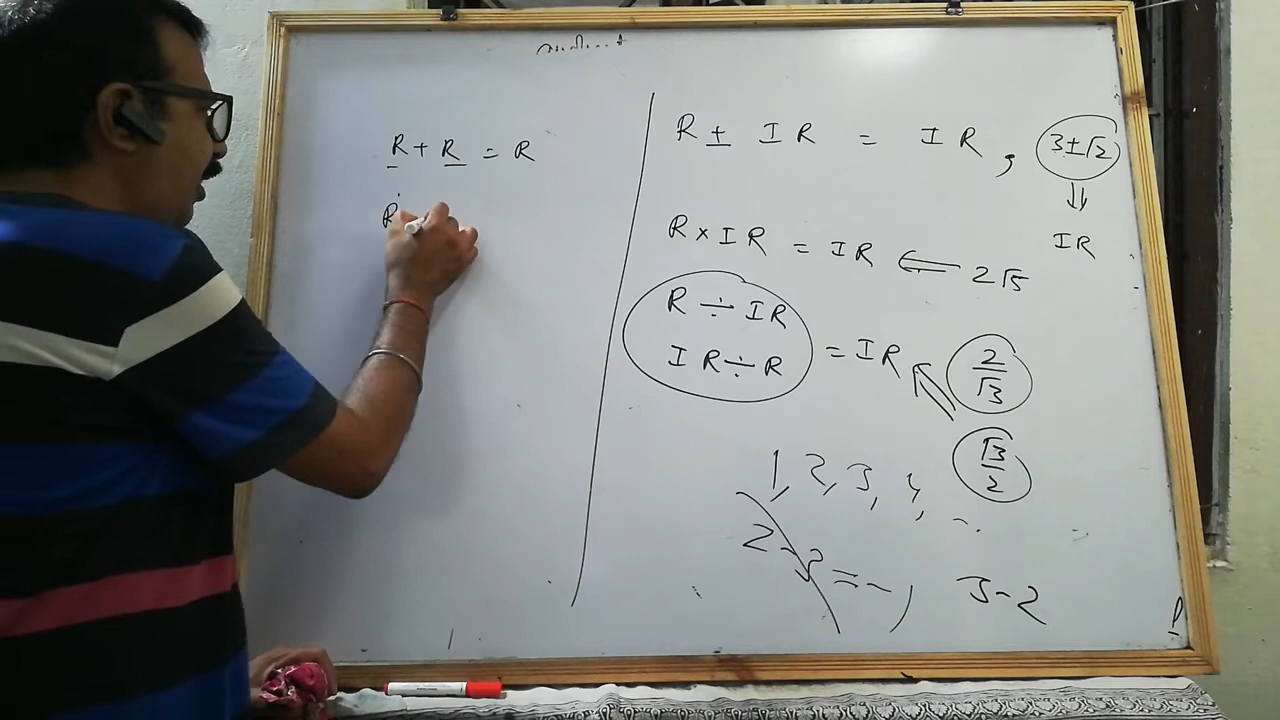 R + R = R
R
R ± IR = IR, 3±√2
⇓
IR
R × IR = IR ⇐ 2√5
R ÷ IR
IR ÷ R = IR
2/√3
√3/2
1, 2, 3, 4, -.
2-3 = -1
3-2